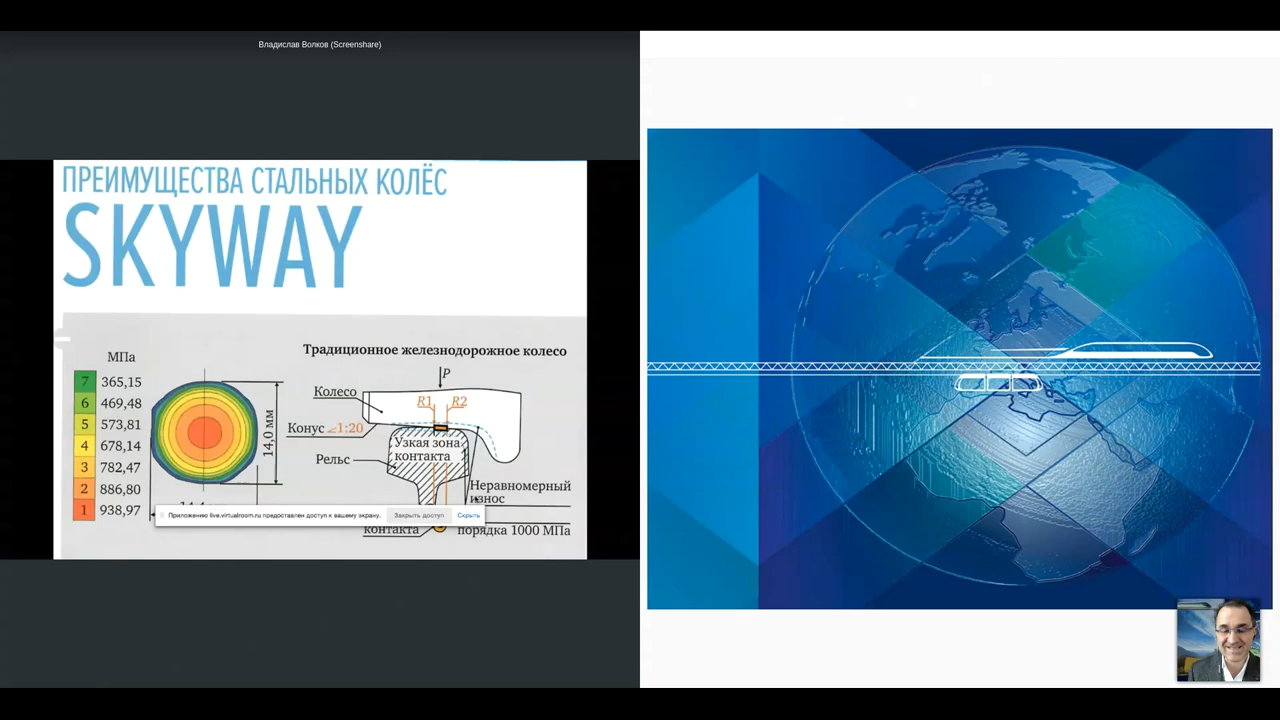 Владислав Волков (Screenshare)
ПРЕИМУЩЕСТВА СТАЛЬНЫХ КОЛЁС
SKYWAY
МПа
7 365,15
6 469,48
5 573,81
4 678,14
3 782,47
2 886,80
1 938,97
14,0 мм
Традиционное железнодорожное колесо
P
Колесо
R1 R2
Конус ∠1:20
Узкая зона
контакта
Рельс
Неравномерный
износ
Приложению live.virtualroom.ru предоставлен доступ к вашему экрану.
Закрыть доступ
Скрыть
контакта
порядка 1000 МПа